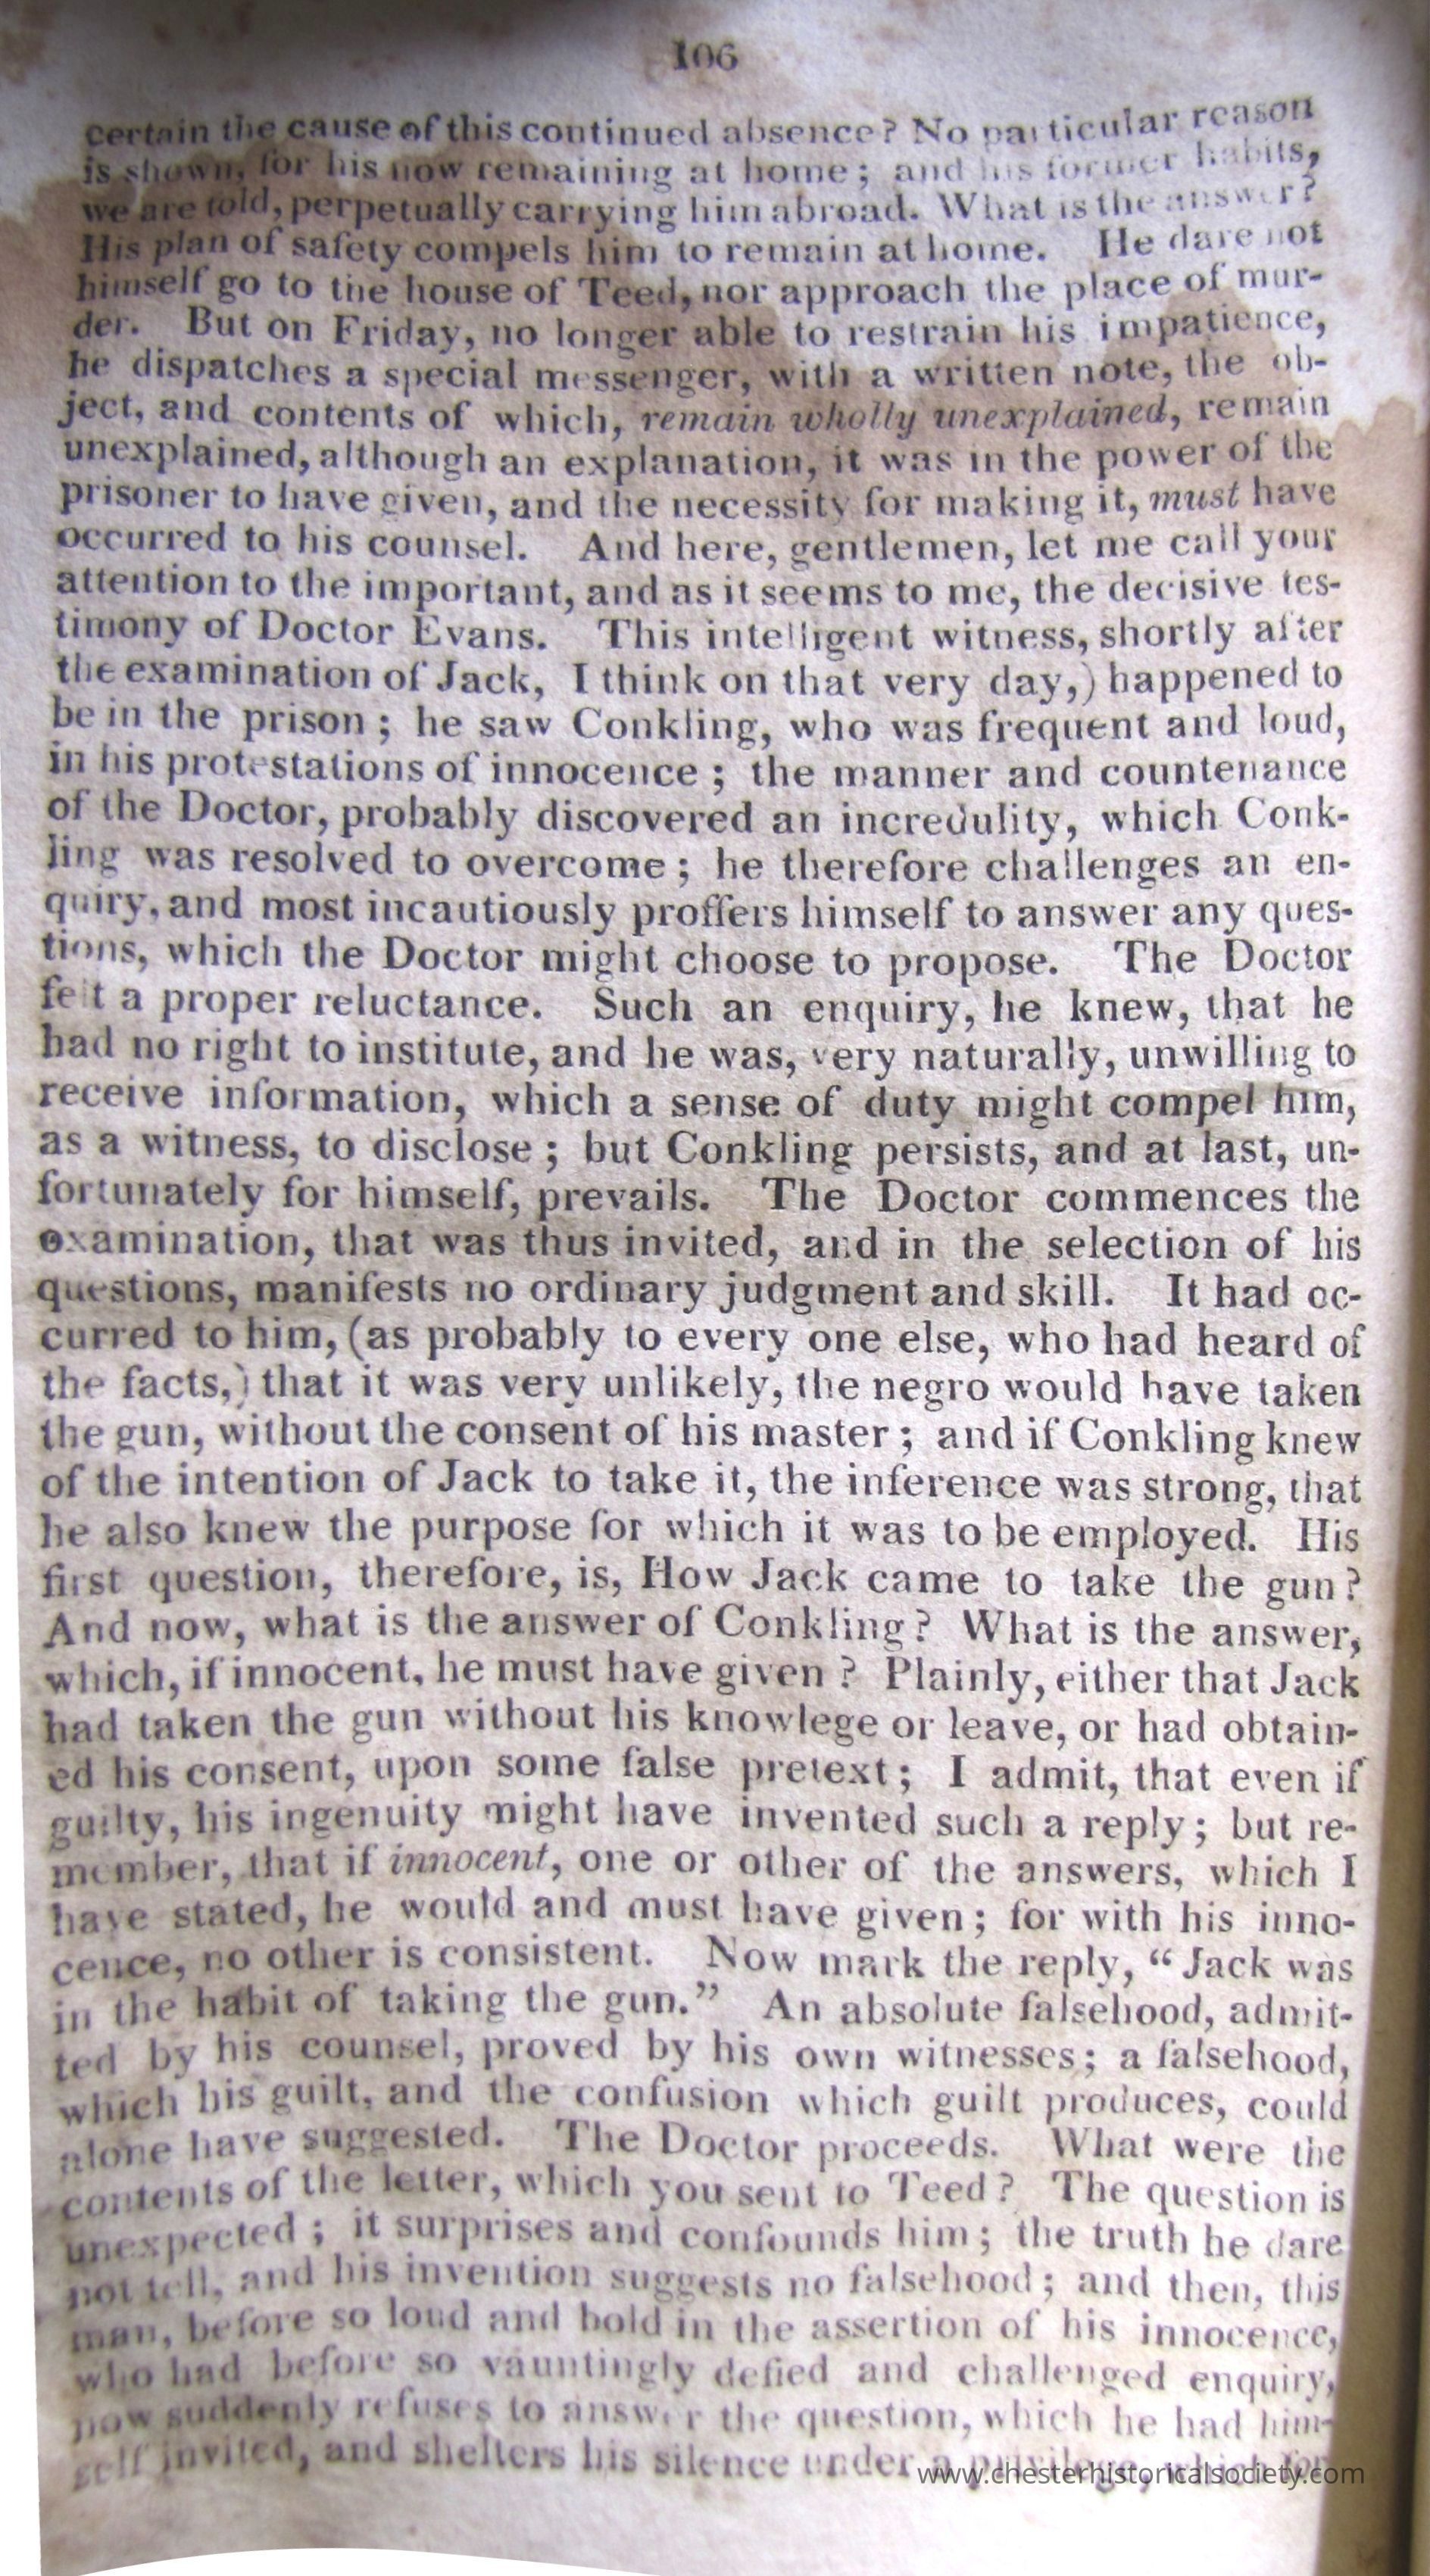 106
certain the cause of this continued absence? No particular reason
is shown, for his now remaining at home; and his former habits,
we are told, perpetually carrying him abroad. What is the answer?
His plan of safety compels him to remain at home. He dare not
himself go to the house of Teed, nor approach the place of mur-
der. But on Friday, no longer able to restrain his impatience,
he dispatches a special messenger, with a written note, the ob-
ject, and contents of which, remain wholly unexplained, remain
unexplained, although an explanation, it was in the power of the
prisoner to have given, and the necessity for making it, must have
occurred to his counsel. And here, gentlemen, let me call your
attention to the important, and as it seems to me, the decisive tes-
timony of Doctor Evans. This intelligent witness, shortly after
the examination of Jack, I think on that very day,) happened to
be in the prison; he saw Conkling, who was frequent and loud,
in his protestations of innocence; the manner and countenance
of the Doctor, probably discovered an incredulity, which Conk-
ling was resolved to overcome; he therefore challenges an en-
quiry, and most incautiously proffers himself to answer any ques-
tions, which the Doctor might choose to propose. The Doctor
felt a proper reluctance. Such an enquiry, he knew, that he
had no right to institute, and he was, very naturally, unwilling to
receive information, which a sense of duty might compel him,
as a witness, to disclose; but Conkling persists, and at last, un-
fortunately for himself, prevails. The Doctor commences the
examination, that was thus invited, and in the selection of his
questions, manifests no ordinary judgment and skill. It had oc-
curred to him, (as probably to every one else, who had heard of
the facts,) that it was very unlikely, the negro would have taken
the gun, without the consent of his master; and if Conkling knew
of the intention of Jack to take it, the inference was strong, that
he also knew the purpose for which it was to be employed. His
first question, therefore, is, How Jack came to take the gun?
And now, what is the answer of Conkling? What is the answer,
which, if innocent, he must have given? Plainly, either that Jack
had taken the gun without his knowlege or leave, or had obtain-
ed his consent, upon some false pretext; I admit, that even if
guilty, his ingenuity might have invented such a reply; but re-
member, that if innocent, one or other of the answers, which I
have stated, he would and must have given; for with his inno-
cence, no other is consistent. Now mark the reply, “Jack was
in the habit of taking the gun.” An absolute falsehood, admit-
ted by his counsel, proved by his own witnesses; a falsehood,
which his guilt, and the confusion which guilt produces, could
alone have suggested. The Doctor proceeds. What were the
contents of the letter, which you sent to Teed? The question is
unexpected; it surprises and confounds him; the truth he dare
not tell, and his invention suggests no falsehood; and then, this
man, before so loud and bold in the assertion of his innocence,
who had before so vauntingly defied and challenged enquiry,
now suddenly refuses to answer the question, which he had him-
self invited, and shelters his silence under a privilege, which for
www.chesterhistoricalsociety.com